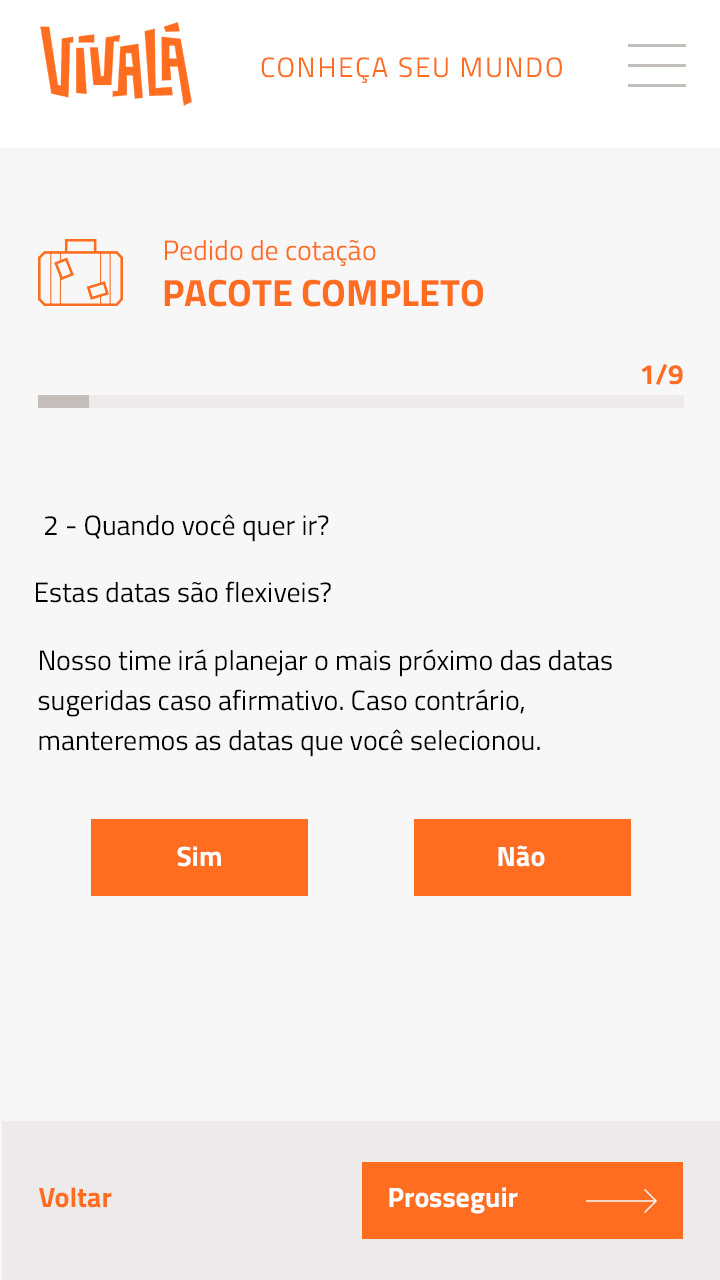 VIVALÁ
CONHEÇA SEU MUNDO
Pedido de cotação
PACOTE COMPLETO
1/9
2 - Quando você quer ir?
Estas datas são flexiveis?
Nosso time irá planejar o mais próximo das datas
sugeridas caso afirmativo. Caso contrário,
manteremos as datas que você selecionou.
Sim
Não
Voltar
Prosseguir